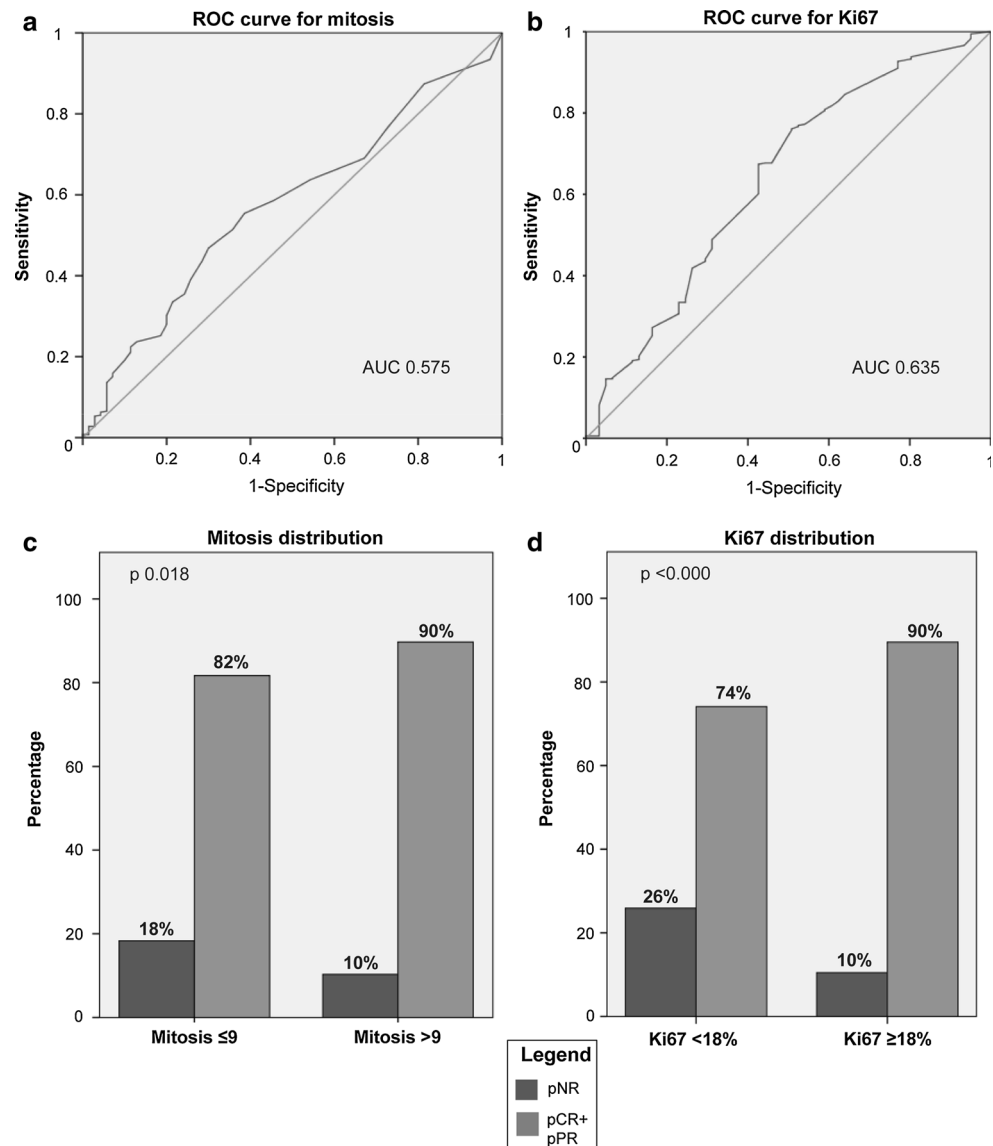 a
ROC curve for mitosis
1
0.8
0.6
0.4
0.2
0
Sensitivity
AUC 0.575
0.2
0.4
0.6
0.8
1
1-Specificity
b
ROC curve for Ki67
1
0.8
0.6
0.4
0.2
0
Sensitivity
AUC 0.635
0.2
0.4
0.6
0.8
1
1-Specificity
c
Mitosis distribution
p 0.018
100
80
60
40
20
0
Percentage
18%
82%
10%
90%
Mitosis ≤9
Mitosis >9
d
Ki67 distribution
p <0.000
100
80
60
40
20
0
Percentage
26%
74%
10%
90%
Ki67 <18%
Ki67 ≥18%
Legend
pNR
pCR+
pPR